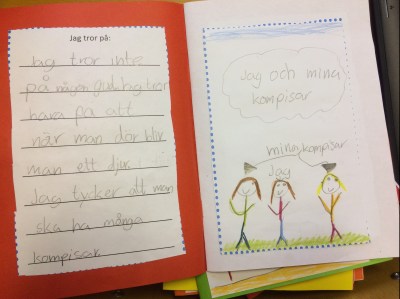 Jag tror på:
Jag tror inte
på någon gud Jag tror
bara på att
när man dör blir
man ett djur.
Jag tycker att man
ska ha många
kompisar
Jag och mina
kompisar
mina kompisar
Jag